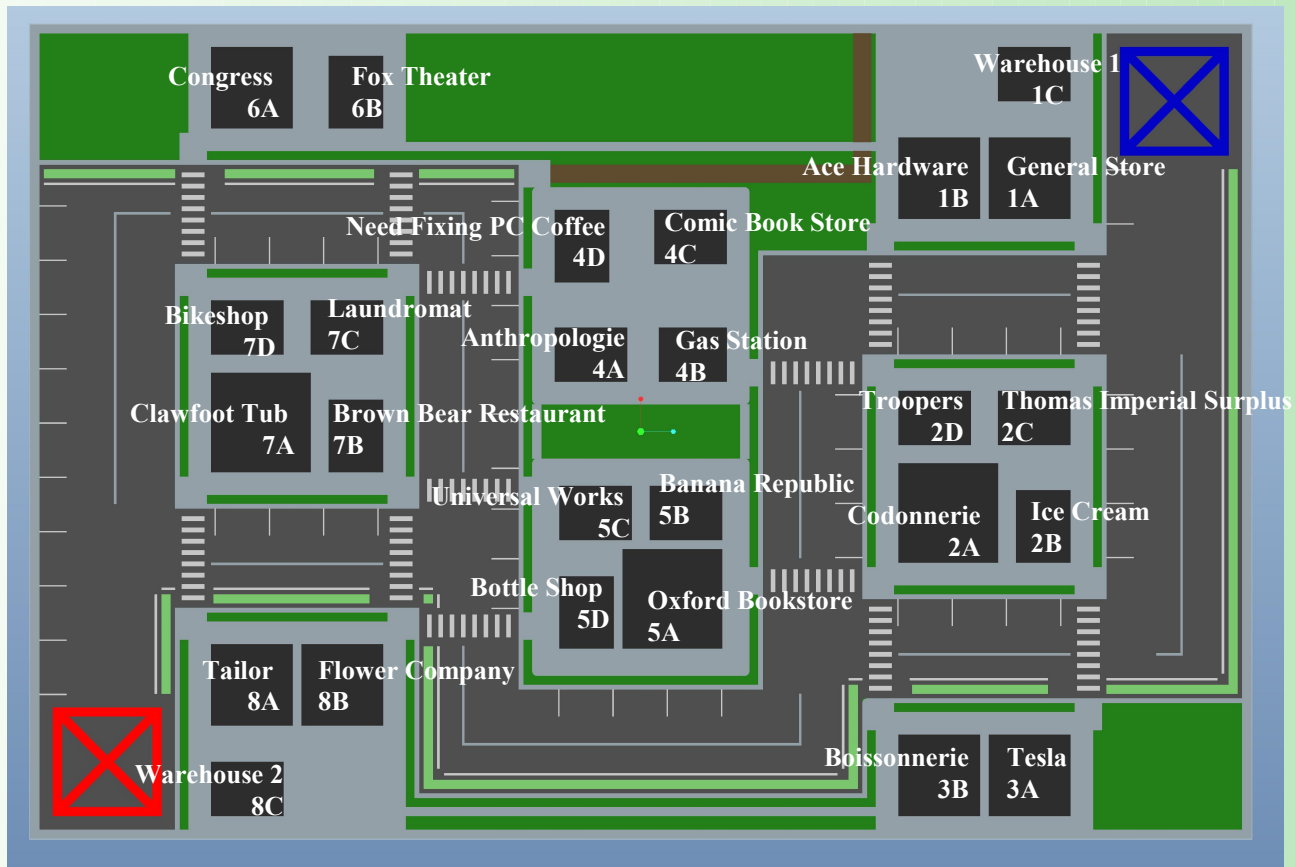 Congress
6A
Fox Theater
6B
Warehouse 1
1C
Ace Hardware
1B
General Store
1A
Need Fixing PC Coffee
4D
Comic Book Store
4C
Bikeshop
7D
Laundromat
7C
Anthropologie
4A
Gas Station
4B
Clawfoot Tub
7A
Brown Bear Restaurant
7B
Troopers
2D
Thomas Imperial Surplus
2C
Universal Works
5C
Banana Republic
5B
Codonnerie
2A
Ice Cream
2B
Bottle Shop
5D
Oxford Bookstore
5A
Tailor
8A
Flower Company
8B
Warehouse 2
8C
Boissonnerie
3B
Tesla
3A